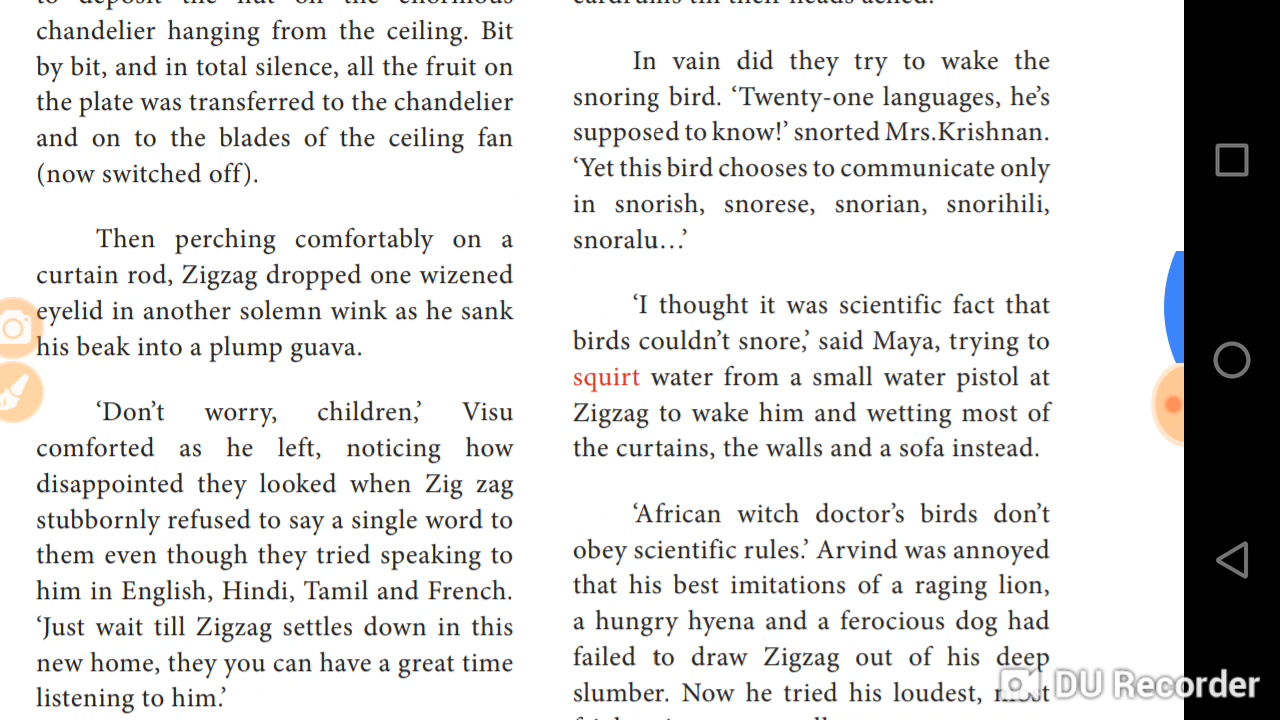 chandelier hanging from the ceiling. Bit
by bit, and in total silence, all the fruit on
the plate was transferred to the chandelier
and on to the blades of the ceiling fan
(now switched off).
Then perching comfortably on a
curtain rod, Zigzag dropped one wizened
eyelid in another solemn wink as he sank
his beak into a plump guava.
‘Don’t worry, children,’ Visu
comforted as he left, noticing how
disappointed they looked when Zig zag
stubbornly refused to say a single word to
them even though they tried speaking to
him in English, Hindi, Tamil and French.
‘Just wait till Zigzag settles down in this
new home, they you can have a great time
listening to him.’
In vain did they try to wake the
snoring bird. ‘Twenty-one languages, he’s
supposed to know!’ snorted Mrs.Krishnan.
‘Yet this bird chooses to communicate only
in snorish, snorese, snorian, snorihili,
snoralu…’
‘I thought it was scientific fact that
birds couldn’t snore,’ said Maya, trying to
squirt water from a small water pistol at
Zigzag to wake him and wetting most of
the curtains, the walls and a sofa instead.
‘African witch doctor’s birds don’t
obey scientific rules.’ Arvind was annoyed
that his best imitations of a raging lion,
a hungry hyena and a ferocious dog had
failed to draw Zigzag out of his deep
slumber. Now he tried his loudest, most
DU Recorder